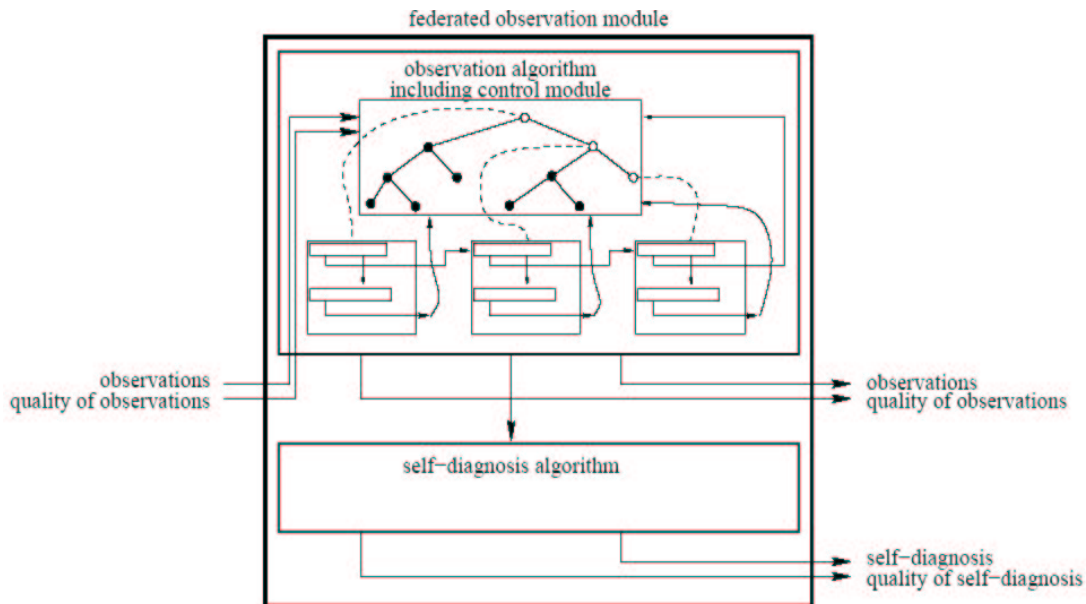 federated observation module
observation algorithm
including control module
observations
quality of observations
observations
quality of observations
self−diagnosis algorithm
self−diagnosis
quality of self−diagnosis